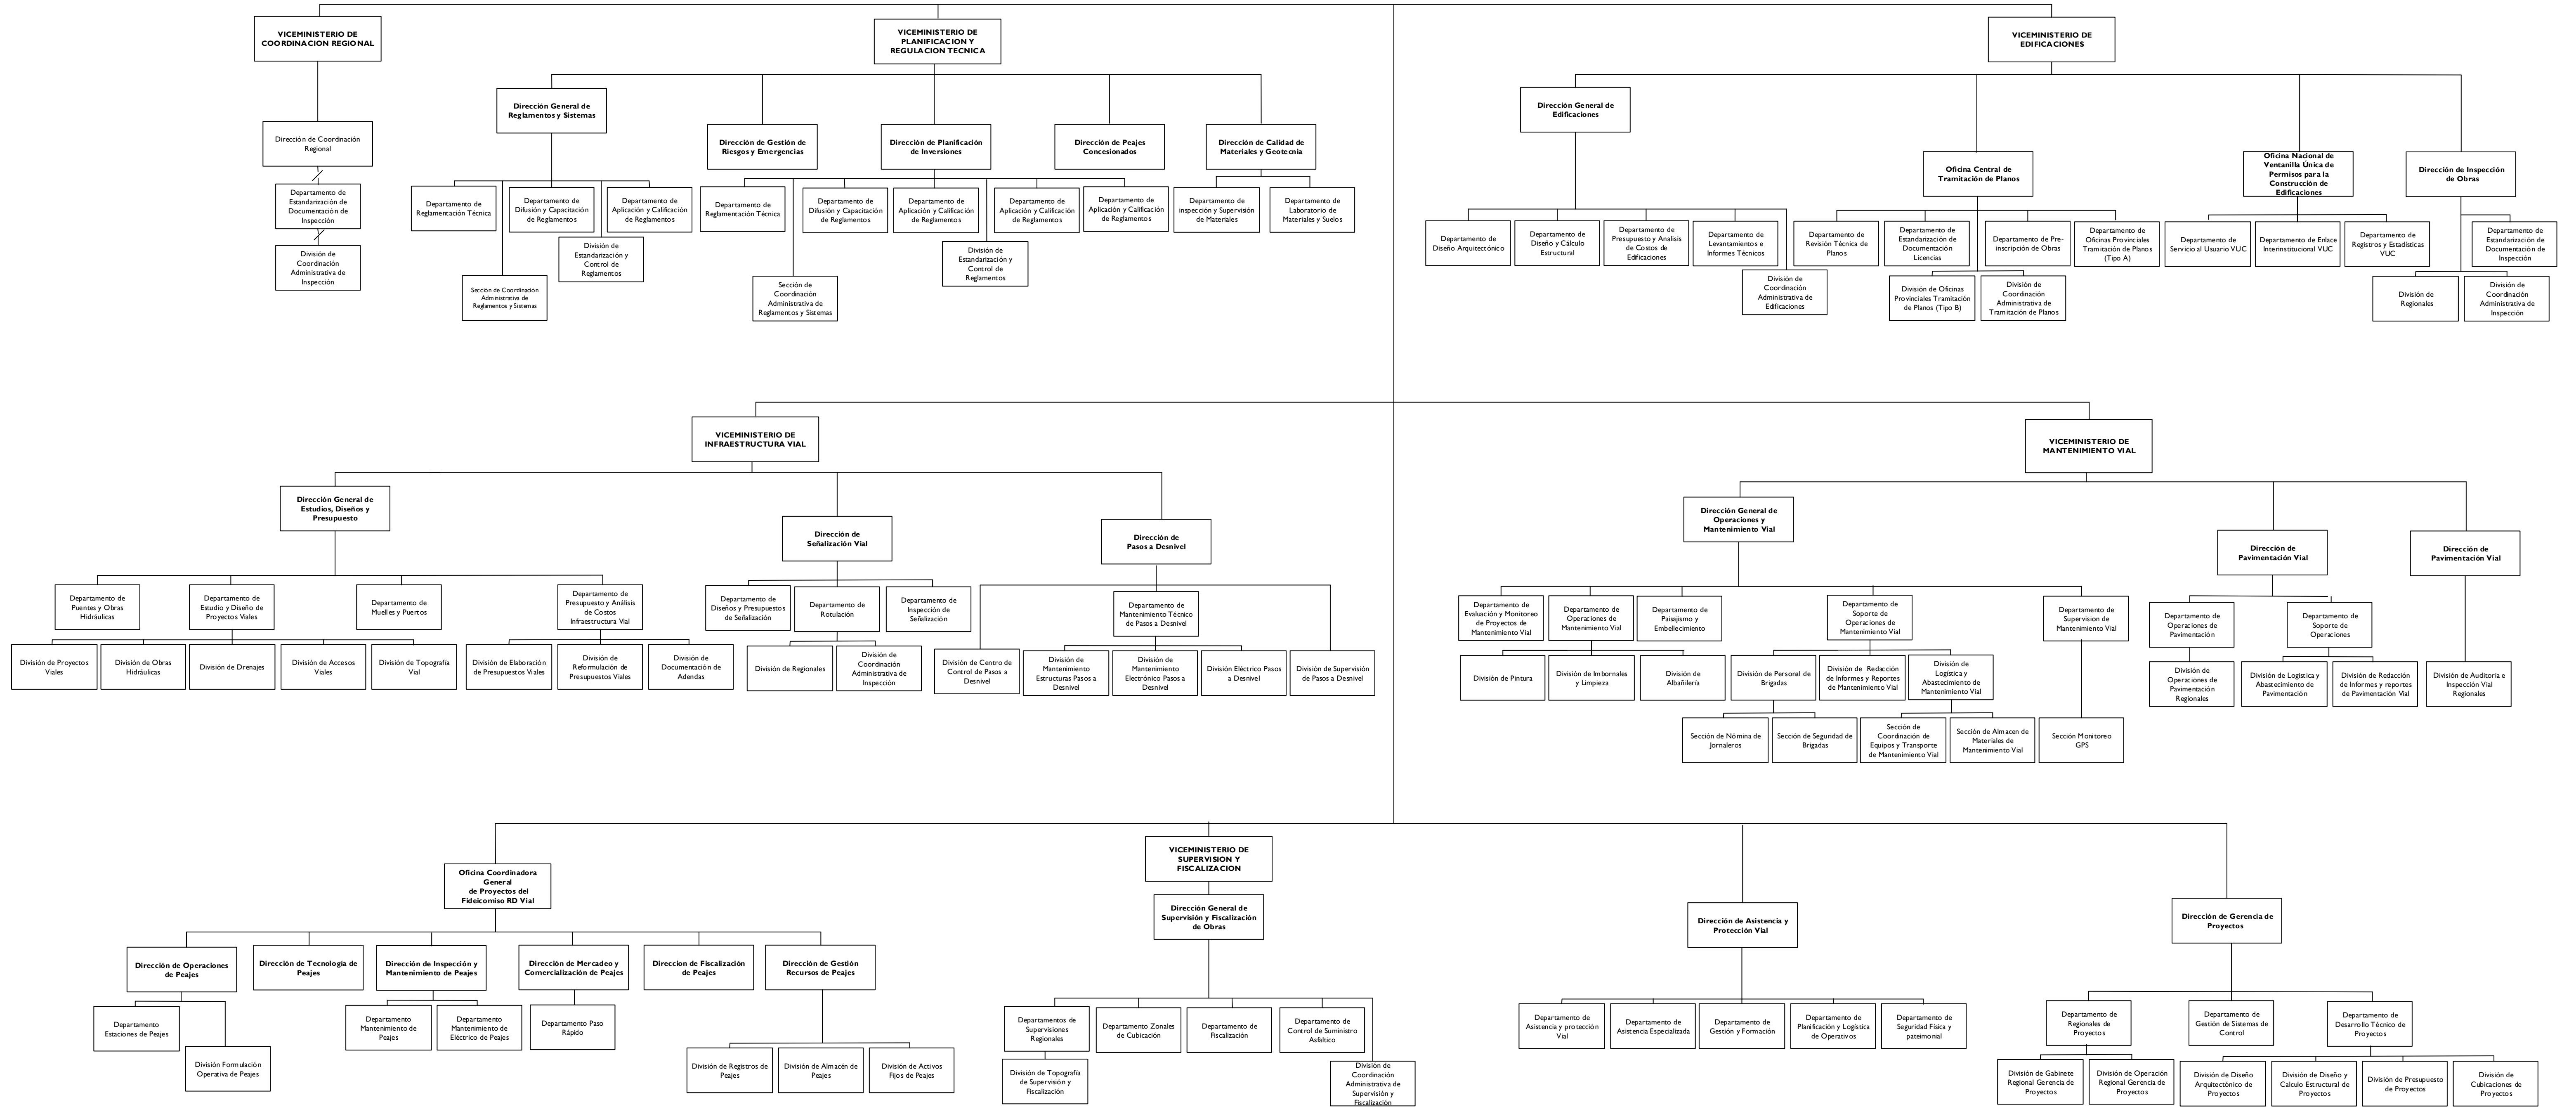 VICEMINISTERIO DE
COORDINACION REGIONAL
VICEMINISTERIO DE
PLANIFICACION Y
REGULACION TECNICA
VICEMINISTERIO DE
EDIFICACIONES
Dirección de Coordinación
Regional
Departamento de
Estandarización de
Documentación de
Inspección
División de
Coordinación
Administrativa de
Inspección
Dirección General de
Reglamentos y Sistemas
Dirección de Gestión de
Riesgos y Emergencias
Dirección de Planificación
de Inversiones
Dirección de Peajes
Concesionados
Dirección de Calidad de
Materiales y Geotecnia
Departamento de
Reglamentación Técnica
Departamento de
Difusión y Capacitación
de Reglamentos
Departamento de
Aplicación y Calificación
de Reglamentos
División de
Estandarización y
Control de
Reglamentos
Sección de Coordinación
Administrativa de
Reglamentos y Sistemas
Departamento de
Reglamentación Técnica
Departamento de
Difusión y Capacitación
de Reglamentos
Departamento de
Aplicación y Calificación
de Reglamentos
Departamento de
Aplicación y Calificación
de Reglamentos
Departamento de
Aplicación y Calificación
de Reglamentos
Sección de
Coordinación
Administrativa de
Reglamentos y Sistemas
División de
Estandarización y
Control de
Reglamentos
Departamento de
inspección y Supervisión
de Materiales
Departamento de
Laboratorio de
Materiales y Suelos
Dirección General de
Edificaciones
Oficina Central de
Tramitación de Planos
Oficina Nacional de
Ventanilla Única de
Permisos para la
Construcción de
Edificaciones
Dirección de Inspección
de Obras
Departamento de
Diseño Arquitectónico
Departamento de
Diseño y Cálculo
Estructural
Departamento de
Presupuesto y Analisis
de Costos de
Edificaciones
Departamento de
Levantamientos e
Informes Técnicos
División de
Coordinación
Administrativa de
Edificaciones
Departamento de
Revisión Técnica de
Planos
Departamento de
Estandarización de
Documentación
Licencias
Departamento de Pre-
inscripción de Obras
Departamento de
Oficinas Provinciales
Tramitación de Planos
(Tipo A)
División de Oficinas
Provinciales Tramitación
de Planos (Tipo B)
División de
Coordinación
Administrativa de
Tramitación de Planos
Departamento de
Servicio al Usuario VUC
Departamento de Enlace
Interinstitucional VUC
Departamento de
Registros y Estadísticas
VUC
Departamento de
Estandarización de
Documentación de
Inspección
División de
Regionales
División de
Coordinación
Administrativa de
Inspección
VICEMINISTERIO DE
INFRAESTRUCTURA VIAL
VICEMINISTERIO DE
MANTENIMIENTO VIAL
Dirección General de
Estudios, Diseños y
Presupuesto
Dirección de
Señalización Vial
Dirección de
Pasos a Desnivel
Departamento de
Puentes y Obras
Hidráulicas
Departamento de
Estudio y Diseño de
Proyectos Viales
Departamento de
Muelles y Puertos
Departamento de
Presupuesto y Análisis
de Costos
Infraestructura Vial
División de Proyectos
Viales
División de Obras
Hidráulicas
División de Drenajes
División de Accesos
Viales
División de Topografía
Vial
División de Elaboración
de Presupuestos Viales
División de
Reformulación de
Presupuestos Viales
División de
Documentación de
Adendas
Departamento de
Diseños y Presupuestos
de Señalización
Departamento de
Rotulación
Departamento de
Inspección de
Señalización
División de Regionales
División de
Coordinación
Administrativa de
Inspección
Departamento de
Mantenimiento Técnico
de Pasos a Desnivel
División de Centro de
Control de Pasos a
Desnivel
División de
Mantenimiento
Estructuras Pasos a
Desnivel
División de
Mantenimiento
Electrónico Pasos a
Desnivel
División Eléctrico Pasos
a Desnivel
División de Supervisión
de Pasos a Desnivel
Dirección General de
Operaciones y
Mantenimiento Vial
Dirección de
Pavimentación Vial
Dirección de
Pavimentación Vial
Departamento de
Evaluación y Monitoreo
de Proyectos de
Mantenimiento Vial
Departamento de
Operaciones de
Mantenimiento Vial
Departamento de
Paisajismo y
Embellecimiento
Departamento de
Soporte de
Operaciones de
Mantenimiento Vial
Departamento de
Supervision de
Mantenimiento Vial
División de Pintura
División de Imbornales
y Limpieza
División de
Albañilería
División de Personal de
Brigadas
División de Redacción
de Informes y Reportes
de Mantenimiento Vial
División de
Logística y
Abastecimiento de
Mantenimiento Vial
Sección de Nómina de
Jornaleros
Sección de Seguridad de
Brigadas
Sección de
Coordinación de
Equipos y Transporte
de Mantenimiento Vial
Sección de Almacen de
Materiales de
Mantenimiento Vial
Sección Monitoreo
GPS
Departamento de
Operaciones de
Pavimentación
Departamento de
Soporte de
Operaciones
División de
Operaciones de
Pavimentación
Regionales
División de Logística y
Abastecimiento de
Pavimentación
División de Redacción
de Informes y reportes
de Pavimentación Vial
División de Auditoria e
Inspección Vial
Regionales
Oficina Coordinadora
General
de Proyectos del
Fideicomiso RD Vial
VICEMINISTERIO DE
SUPERVISION Y
FISCALIZACION
Dirección General de
Supervisión y Fiscalización
de Obras
Dirección de Asistencia y
Protección Vial
Dirección de Gerencia de
Proyectos
Dirección de Operaciones
de Peajes
Dirección de Tecnología de
Peajes
Dirección de Inspección y
Mantenimiento de Peajes
Dirección de Mercadeo y
Comercialización de Peajes
Direccion de Fiscalización
de Peajes
Dirección de Gestión
Recursos de Peajes
Departamento
Estaciones de Peajes
División Formulación
Operativa de Peajes
Departamento
Mantenimiento de
Peajes
Departamento
Mantenimiento de
Eléctrico de Peajes
Departamento Paso
Rápido
División de Registros de
Peajes
División de Almacén de
Peajes
División de Activos
Fijos de Peajes
Departamentos de
Supervisiones
Regionales
Departamento Zonales
de Cubicación
Departamento de
Fiscalización
Departamento de
Control de Suministro
Asfaltico
División de Topografía
de Supervisión y
Fiscalización
División de
Coordinación
Administrativa de
Supervisión y
Fiscalización
Departamento de
Asistencia y protección
Vial
Departamento de
Asistencia Especializada
Departamento de
Gestión y Formación
Departamento de
Planificación y Logística
de Operativos
Departamento de
Seguridad Física y
pateimonial
Departamento de
Regionales de
Proyectos
Departamento de
Gestión de Sistemas de
Control
Departamento de
Desarrollo Técnico de
Proyectos
División de Gabinete
Regional Gerencia de
Proyectos
División de Operación
Regional Gerencia de
Proyectos
División de Diseño
Arquitectónico de
Proyectos
División de Diseño y
Calculo Estructural de
Proyectos
División de Presupuesto
de Proyectos
División de
Cubicaciones de
Proyectos